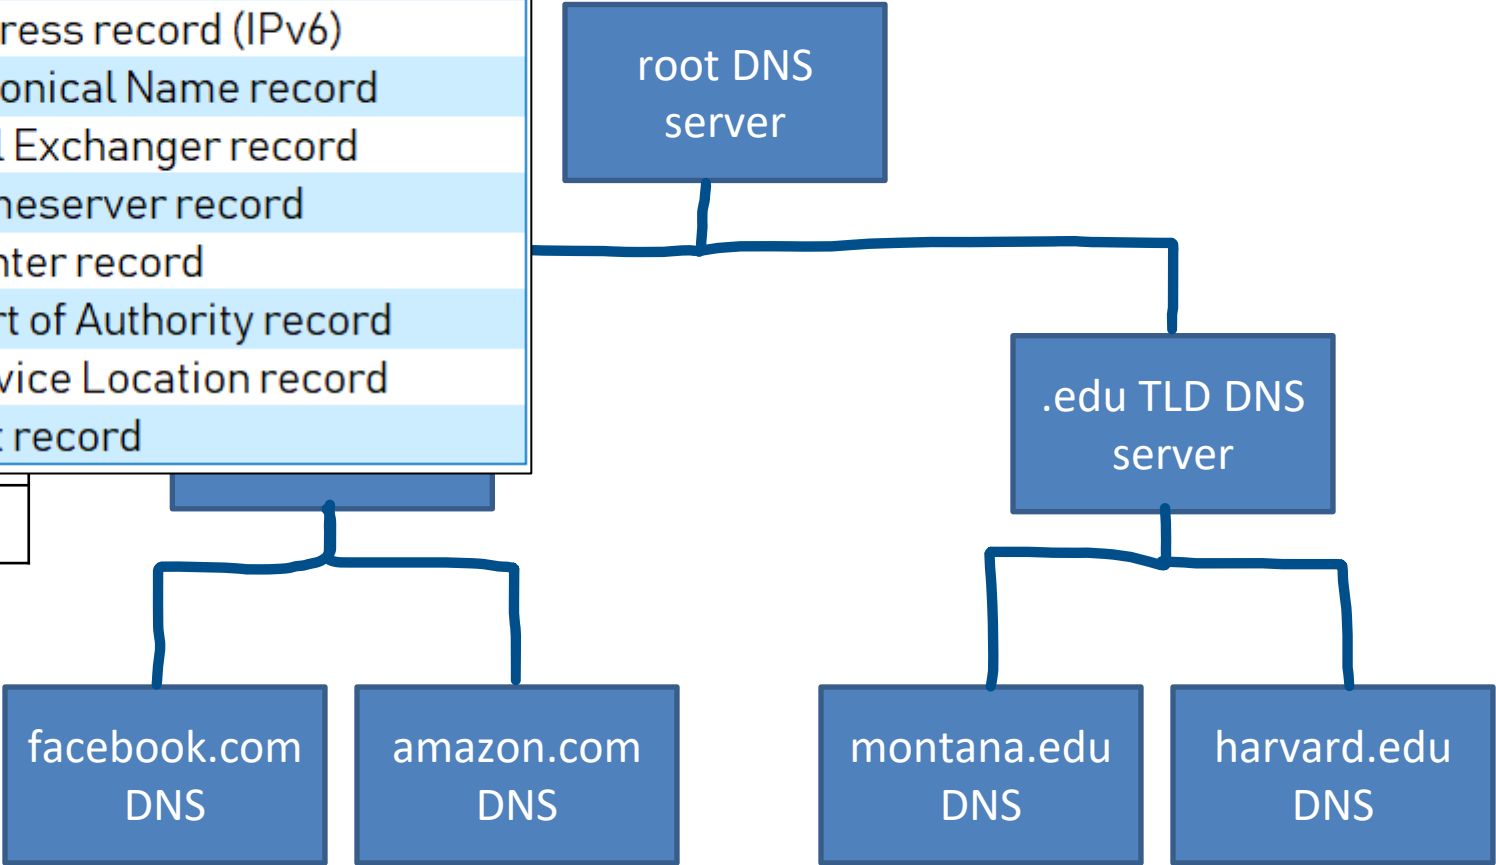 ress record (IPv6)
onical Name record
Exchanger record
neserver record
nter record
rt of Authority record
vice Location record
record
root DNS
server
.edu TLD DNS
server
facebook.com
DNS
amazon.com
DNS
montana.edu
DNS
harvard.edu
DNS